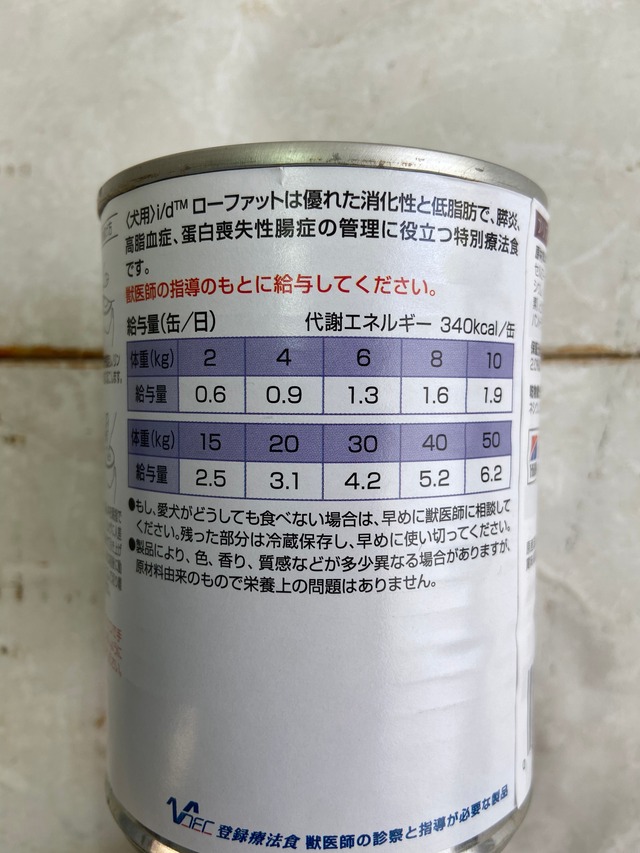 〈犬用〉i/d™ ローファットは優れた消化性と低脂肪で、膵炎、
高脂血症、蛋白喪失性腸症の管理に役立つ特別療法食
です。
獣医師の指導のもとに給与してください。
給与量(缶/日) 代謝エネルギー 340kcal/缶
体重(kg) 2 4 6 8 10
給与量 0.6 0.9 1.3 1.6 1.9
体重(kg) 15 20 30 40 50
給与量 2.5 3.1 4.2 5.2 6.2
●もし、愛犬がどうしても食べない場合は、早めに獣医師に相談して
ください。残った部分は冷蔵保存し、早めに使い切ってください。
●製品により、色、香り、質感などが多少異なる場合がありますが、
原材料由来のもので栄養上の問題はありません。
登録療法食 獣医師の診察と指導が必要な製品